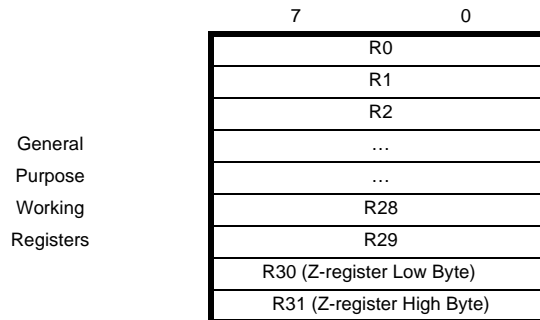 7 0
R0
R1
R2
General …
Purpose …
Working R28
Registers R29
R30 (Z-register Low Byte)
R31 (Z-register High Byte)